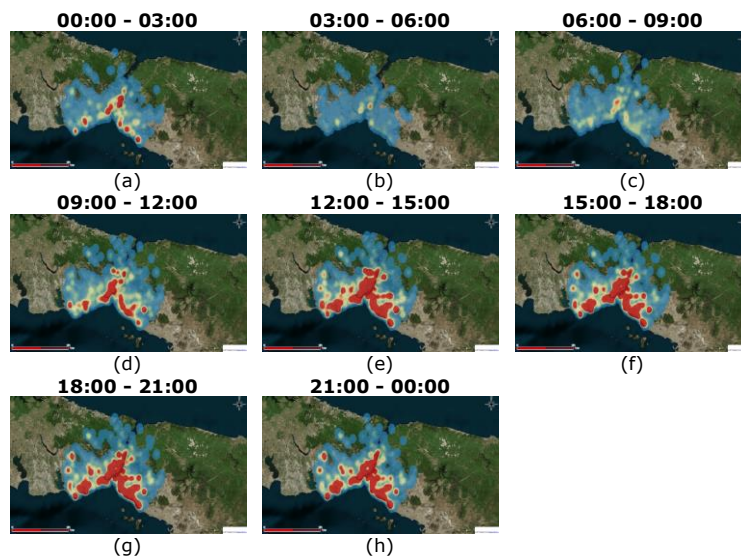 00:00 - 03:00
03:00 - 06:00
06:00 - 09:00
(a)
(b)
(c)
09:00 - 12:00
12:00 - 15:00
15:00 - 18:00
(d)
(e)
(f)
18:00 - 21:00
21:00 - 00:00
(g)
(h)